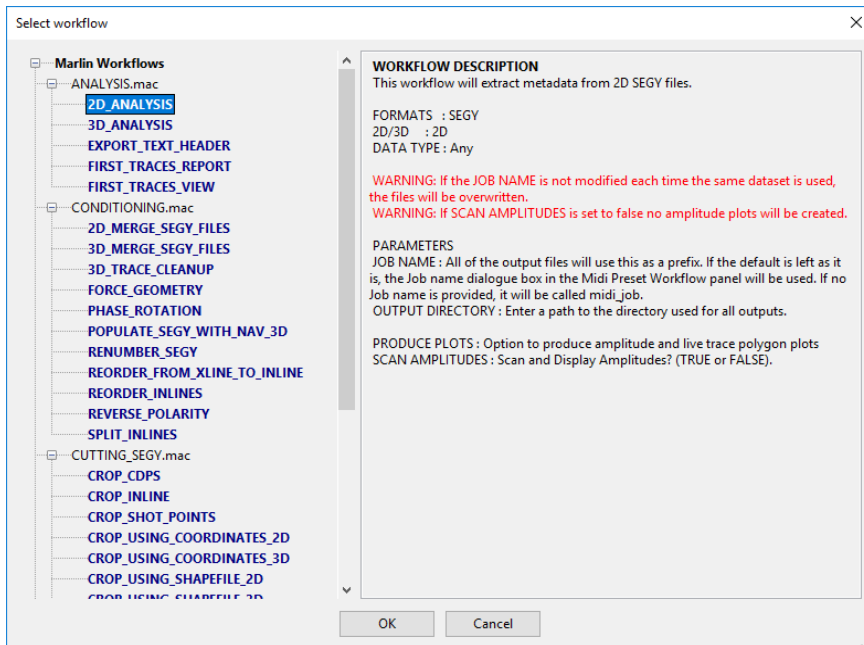 Select workflow
Marlin Workflows
ANALYSIS.mac
2D_ANALYSIS
3D_ANALYSIS
EXPORT_TEXT_HEADER
FIRST_TRACES_REPORT
FIRST_TRACES_VIEW
CONDITIONING.mac
2D_MERGE_SEGY_FILES
3D_MERGE_SEGY_FILES
3D_TRACE_CLEANUP
FORCE_GEOMETRY
PHASE_ROTATION
POPULATE_SEGY_WITH_NAV_3D
RENUMBER_SEGY
REORDER_FROM_XLINE_TO_INLINE
REORDER_INLINES
REVERSE_POLARITY
SPLIT_INLINES
CUTTING_SEGY.mac
CROP_CDPS
CROP_INLINE
CROP_SHOT_POINTS
CROP_USING_COORDINATES_2D
CROP_USING_COORDINATES_3D
CROP_USING_SHAPEFILE_2D
CROP_USING_SHAPEFILE_3D
WORKFLOW DESCRIPTION
This workflow will extract metadata from 2D SEGY files.
FORMATS : SEGY
2D/3D : 2D
DATA TYPE : Any
WARNING: If the JOB NAME is not modified each time the same dataset is used,
the files will be overwritten.
WARNING: If SCAN AMPLITUDES is set to false no amplitude plots will be created.
PARAMETERS
JOB NAME : All of the output files will use this as a prefix. If the default is left as it
is, the Job name dialogue box in the Midi Preset Workflow panel will be used. If no
Job name is provided, it will be called midi_job.
OUTPUT DIRECTORY : Enter a path to the directory used for all outputs.
PRODUCE PLOTS : Option to produce amplitude and live trace polygon plots
SCAN AMPLITUDES : Scan and Display Amplitudes? (TRUE or FALSE).
OK
Cancel